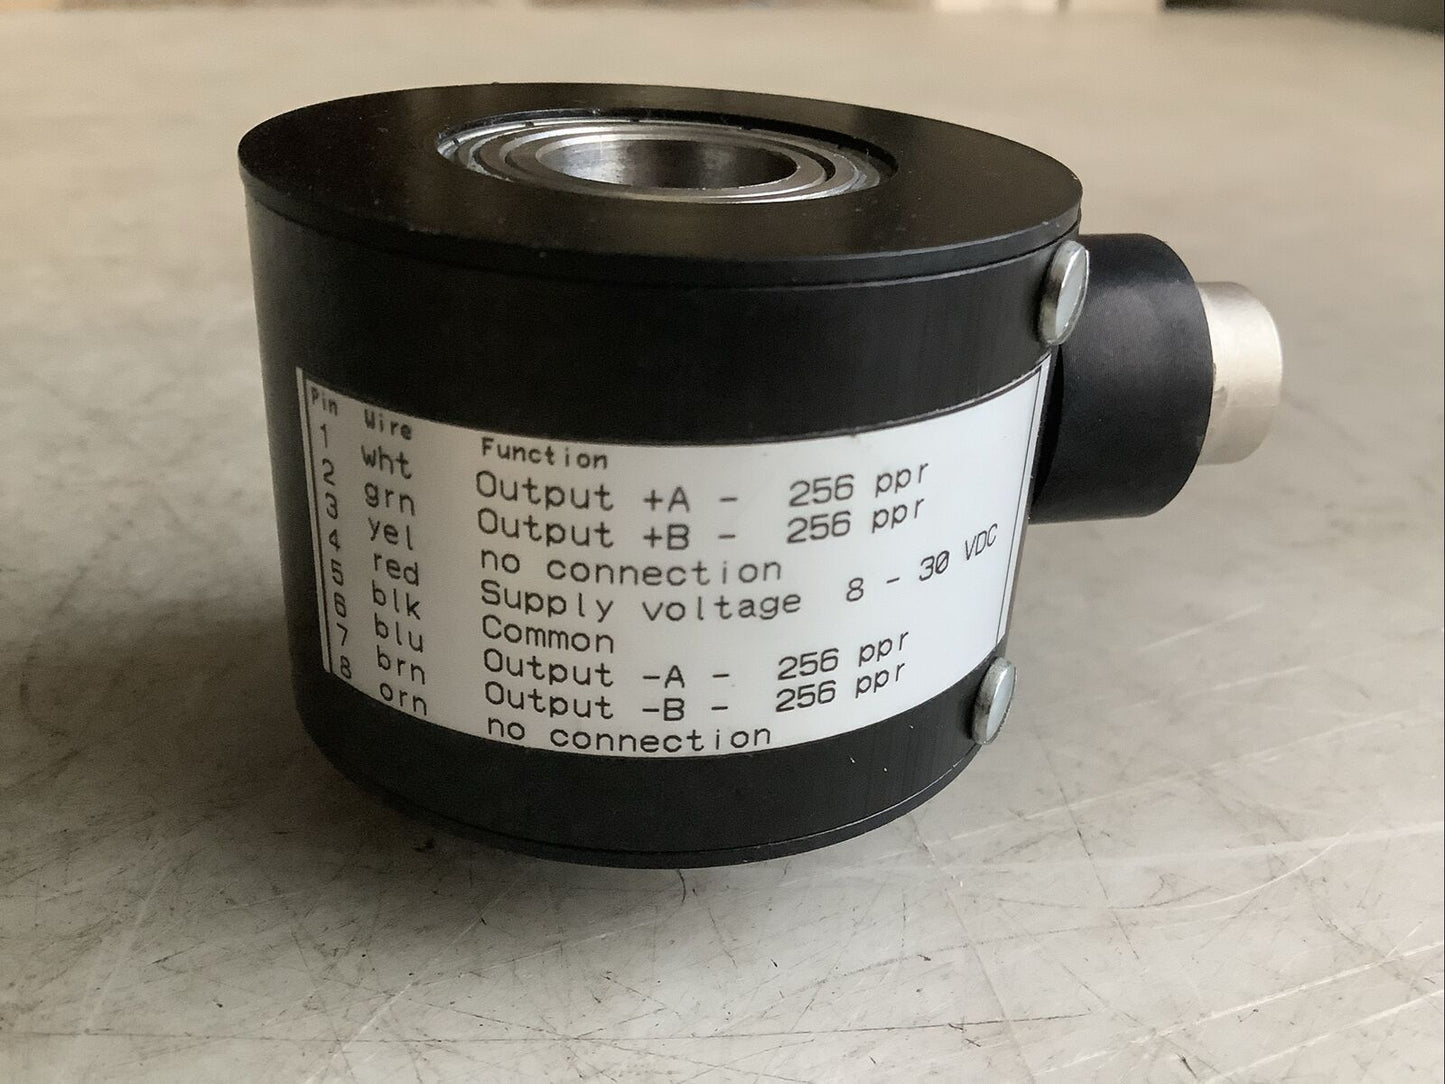 Pin Wire Function
1 wht Output +A - 256 ppr
2 grn Output +B - 256 ppr
3 yel no connection
4 red Supply voltage 8 - 30 VDC
5 blk Common
6 blu Output -A - 256 ppr
7 brn Output -B - 256 ppr
8 orn no connection